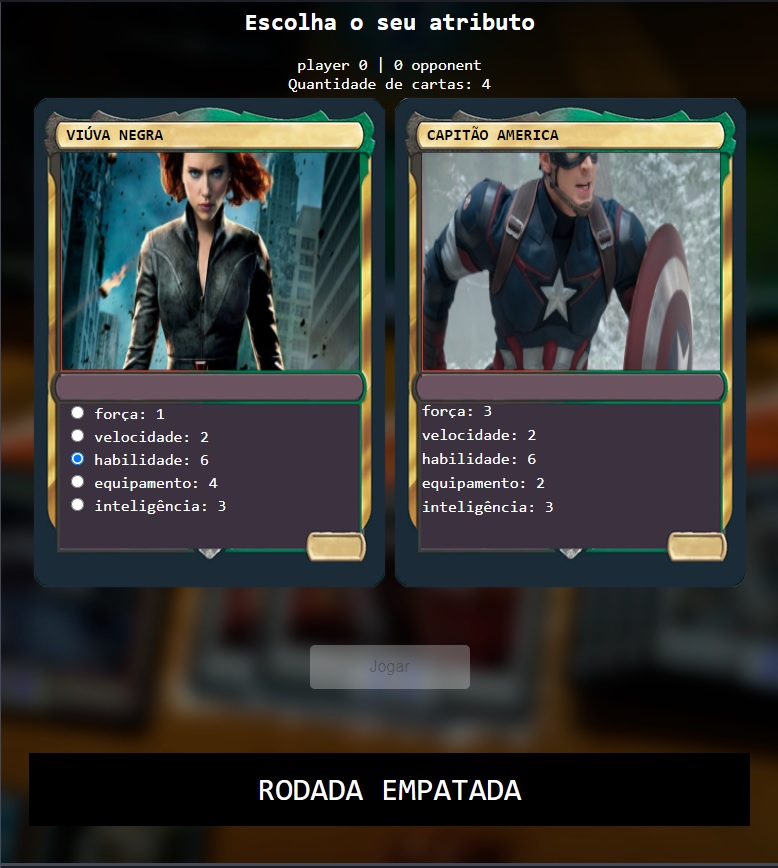 Escolha o seu atributo
player 0 | 0 opponent
Quantidade de cartas: 4
VIÚVA NEGRA
força: 1
velocidade: 2
habilidade: 6
equipamento: 4
inteligência: 3
CAPITÃO AMERICA
força: 3
velocidade: 2
habilidade: 6
equipamento: 2
inteligência: 3
Jogar
RODADA EMPATADA